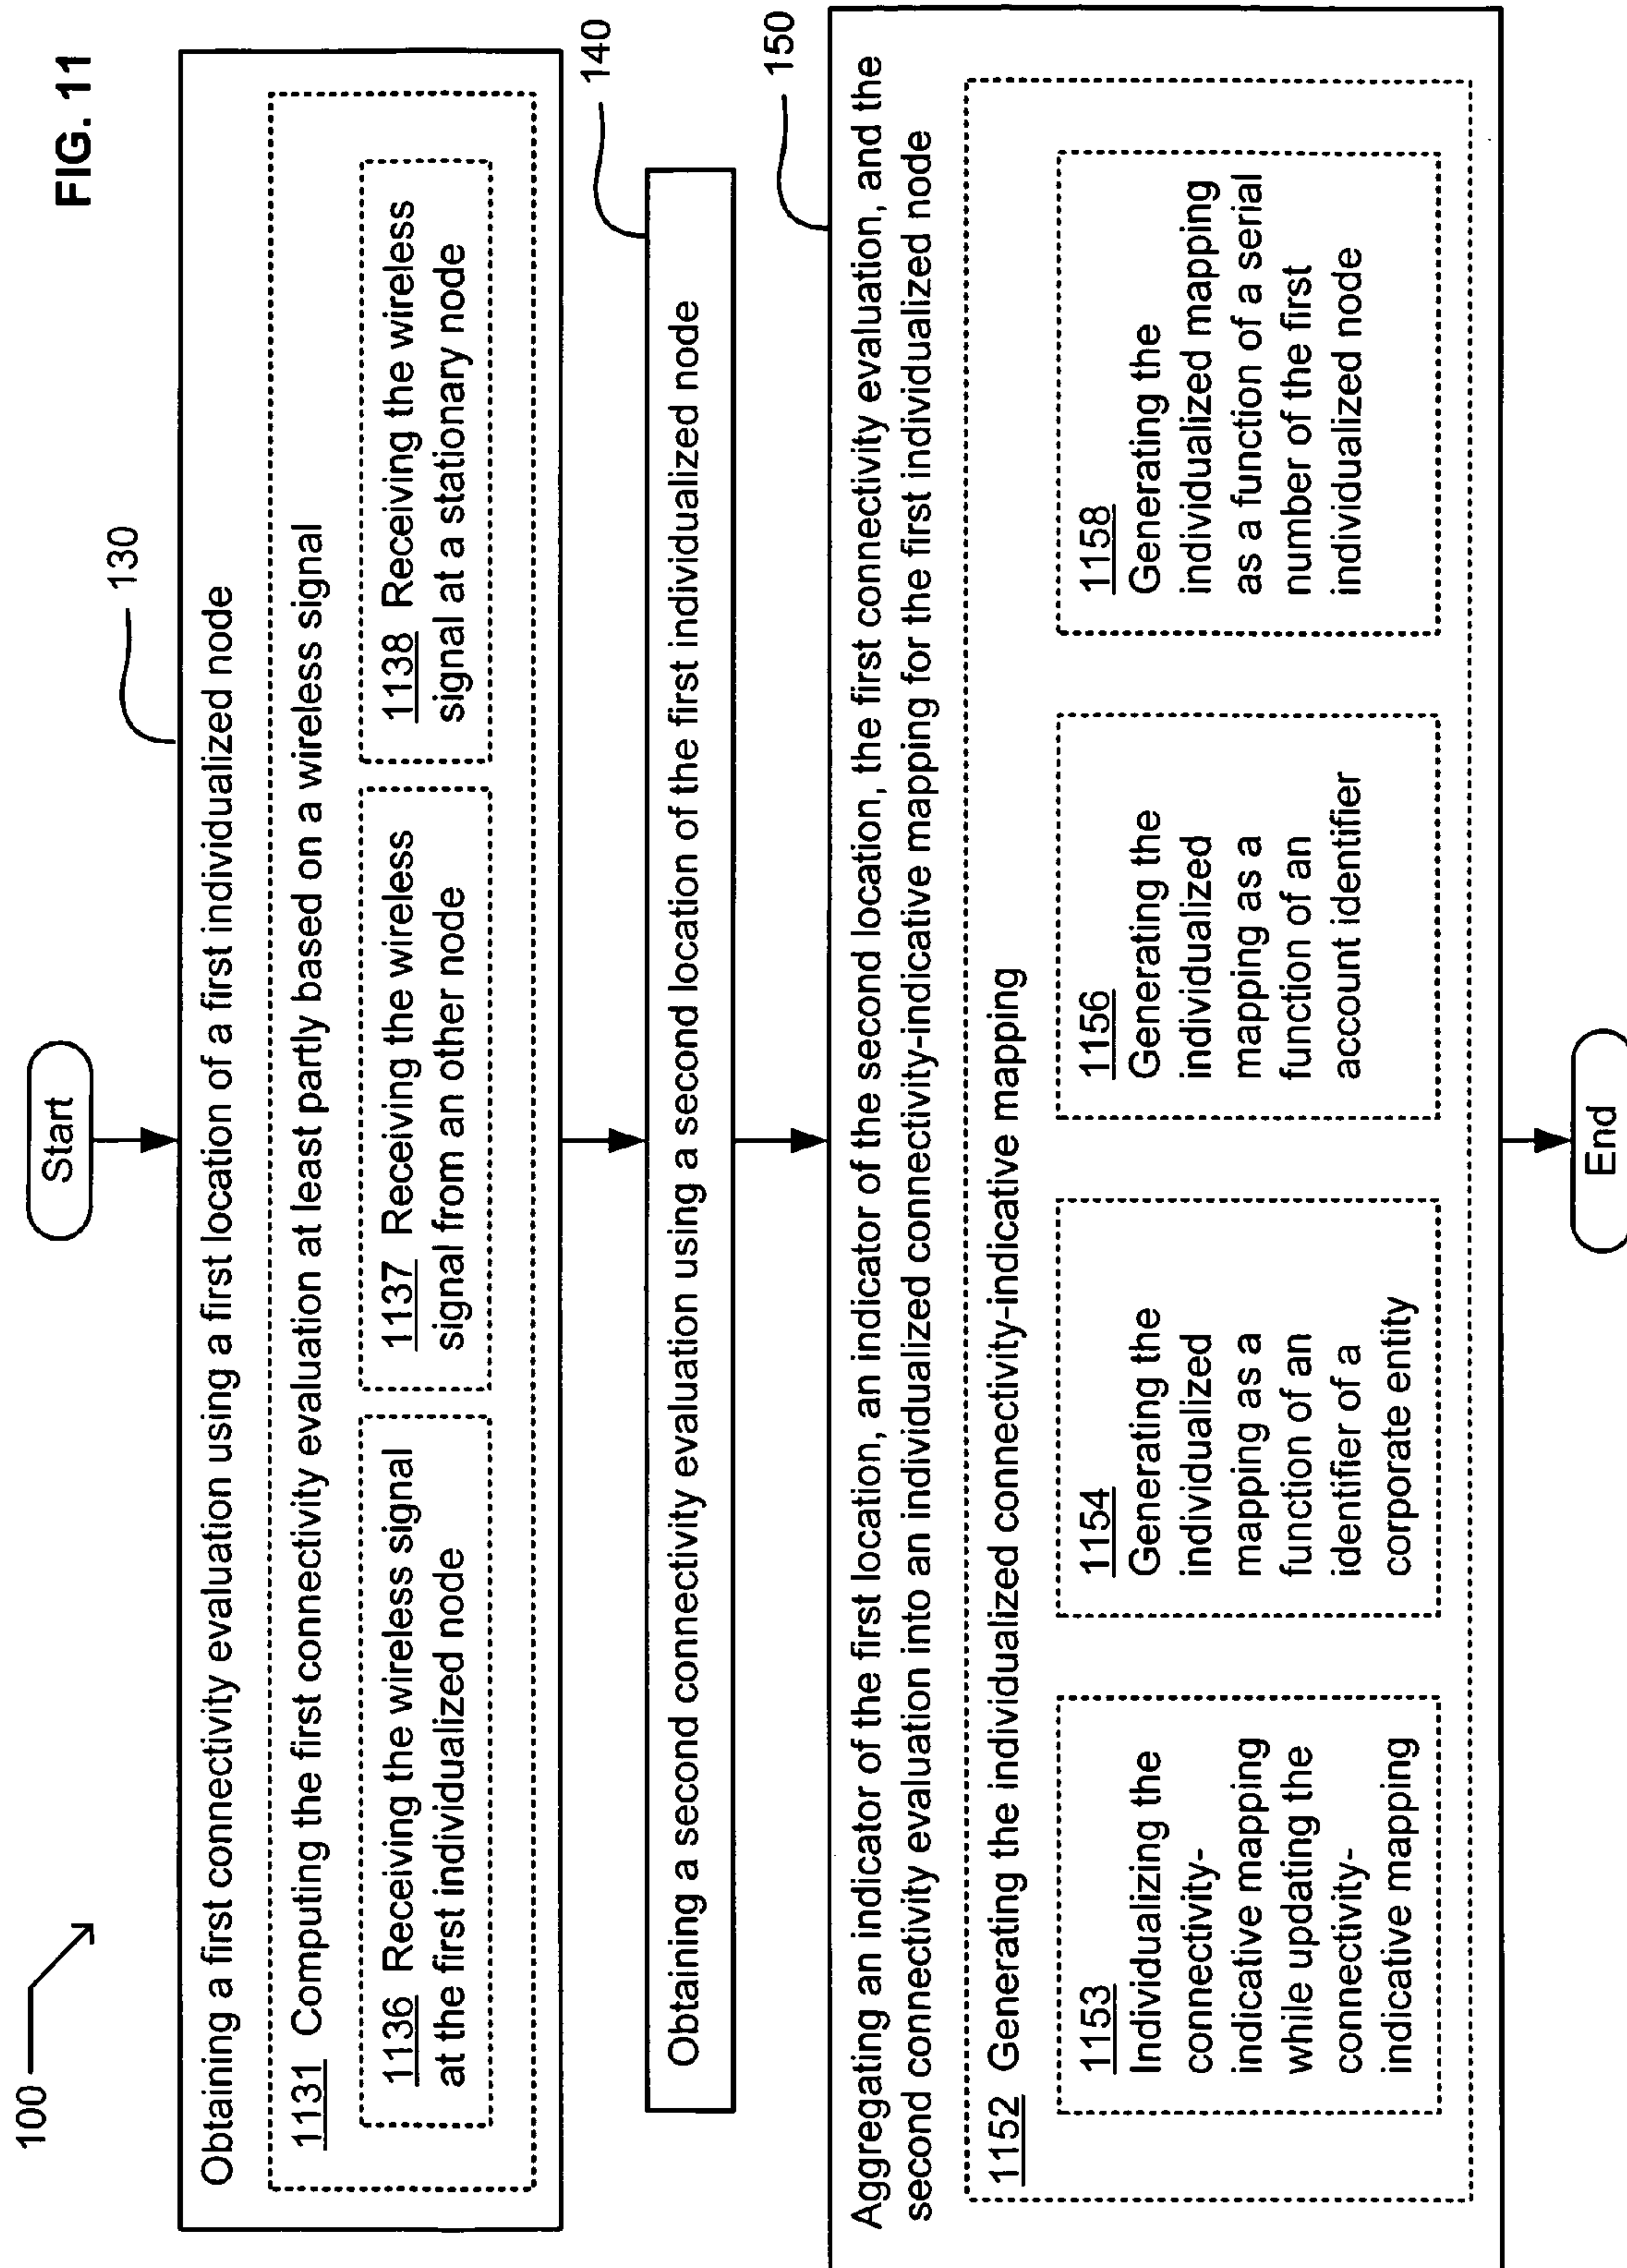 FIG. 11
100
Start
130
Obtaining a first connectivity evaluation using a first location of a first individualized node
1131 Computing the first connectivity evaluation at least partly based on a wireless signal
1136 Receiving the wireless signal
at the first individualized node
1137 Receiving the wireless
signal from an other node
1138 Receiving the wireless
signal at a stationary node
140
Obtaining a second connectivity evaluation using a second location of the first individualized node
150
Aggregating an indicator of the first location, an indicator of the second location, the first connectivity evaluation, and the
second connectivity evaluation into an individualized connectivity-indicative mapping for the first individualized node
1152 Generating the individualized connectivity-indicative mapping
1153
Individualizing the
connectivity-
indicative mapping
while updating the
connectivity-
indicative mapping
1154
Generating the
individualized
mapping as a
function of an
identifier of a
corporate entity
1156
Generating the
individualized
mapping as a
function of an
account identifier
1158
Generating the
individualized mapping
as a function of a serial
number of the first
individualized node
End